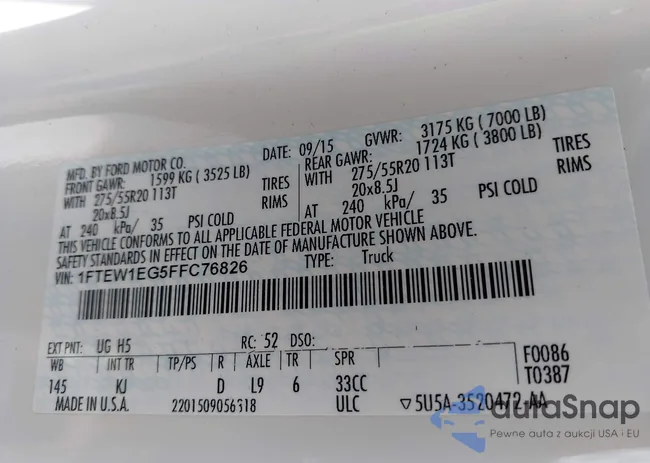 MFD. BY FORD MOTOR CO. DATE: 09/15 GVWR: 3175 KG ( 7000 LB)
FRONT GAWR: 1599 KG ( 3525 LB) REAR GAWR: 1724 KG ( 3800 LB)
WITH 275/55R20 113T TIRES WITH 275/55R20 113T TIRES
20x8.5J RIMS 20x8.5J RIMS
AT 240 kPa/ 35 PSI COLD AT 240 kPa/ 35 PSI COLD
THIS VEHICLE CONFORMS TO ALL APPLICABLE FEDERAL MOTOR VEHICLE
SAFETY STANDARDS IN EFFECT ON THE DATE OF MANUFACTURE SHOWN ABOVE.
VIN: 1FTEW1EG5FFC76826 TYPE: Truck
EXT PNT: UG H5 RC: 52 DSO:
WB INT TR TP/PS R AXLE TR SPR F0086
145 KJ D L9 6 33CC T0387
MADE IN U.S.A. 2201509056318 ULC ▽5U5A-3520472-AA
autaSnap
Pewne auta z aukcji USA i EU